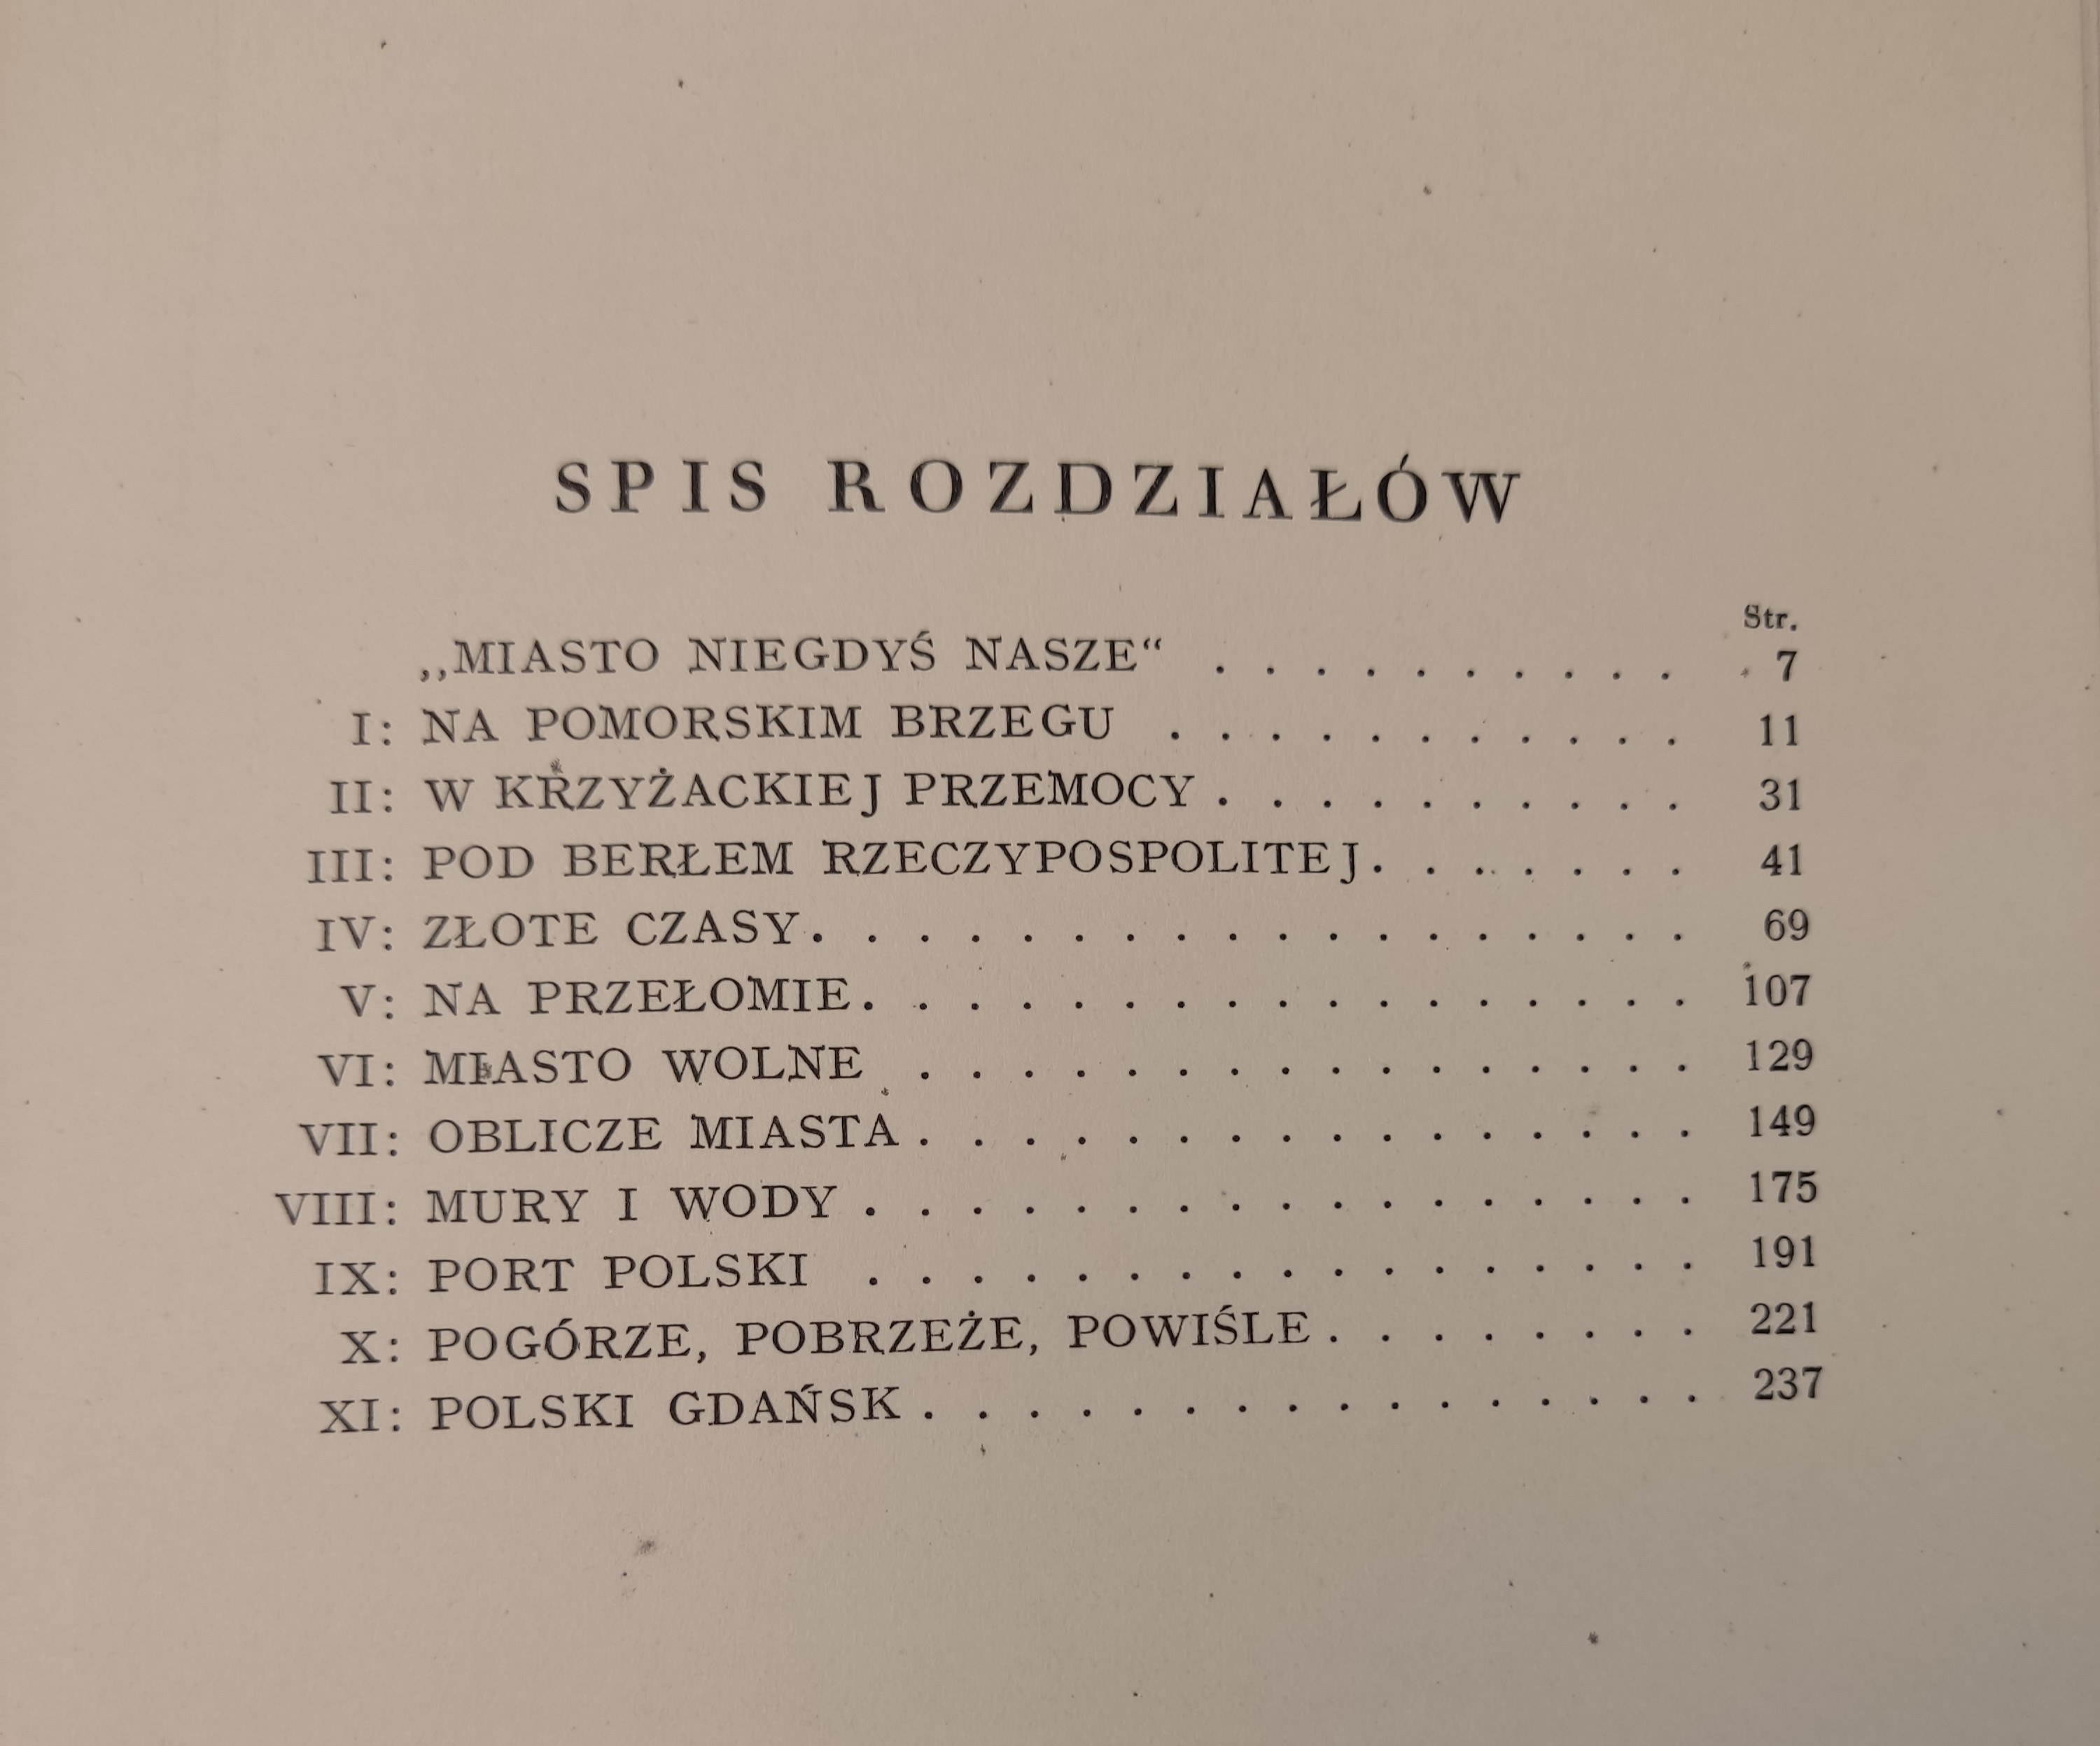 SPIS ROZDZIAŁÓW
Str.
,,MIASTO NIEGDYŚ NASZE“ . . . . . . . . . . . 7
I: NA POMORSKIM BRZEGU . . . . . . . . . . . 11
II: W KRZYŻACKIEJ PRZEMOCY . . . . . . . . . . 31
III: POD BERŁEM RZECZYPOSPOLITEJ . . . . . . . 41
IV: ZŁOTE CZASY . . . . . . . . . . . . . . . . . . 69
V: NA PRZEŁOMIE . . . . . . . . . . . . . . . . . 107
VI: MIASTO WOLNE . . . . . . . . . . . . . . . . 129
VII: OBLICZE MIASTA . . . . . . . . . . . . . . . . 149
VIII: MURY I WODY . . . . . . . . . . . . . . . . . 175
IX: PORT POLSKI . . . . . . . . . . . . . . . . . 191
X: POGÓRZE, POBRZEŻE, POWIŚLE . . . . . . . . 221
XI: POLSKI GDAŃSK . . . . . . . . . . . . . . . . 237